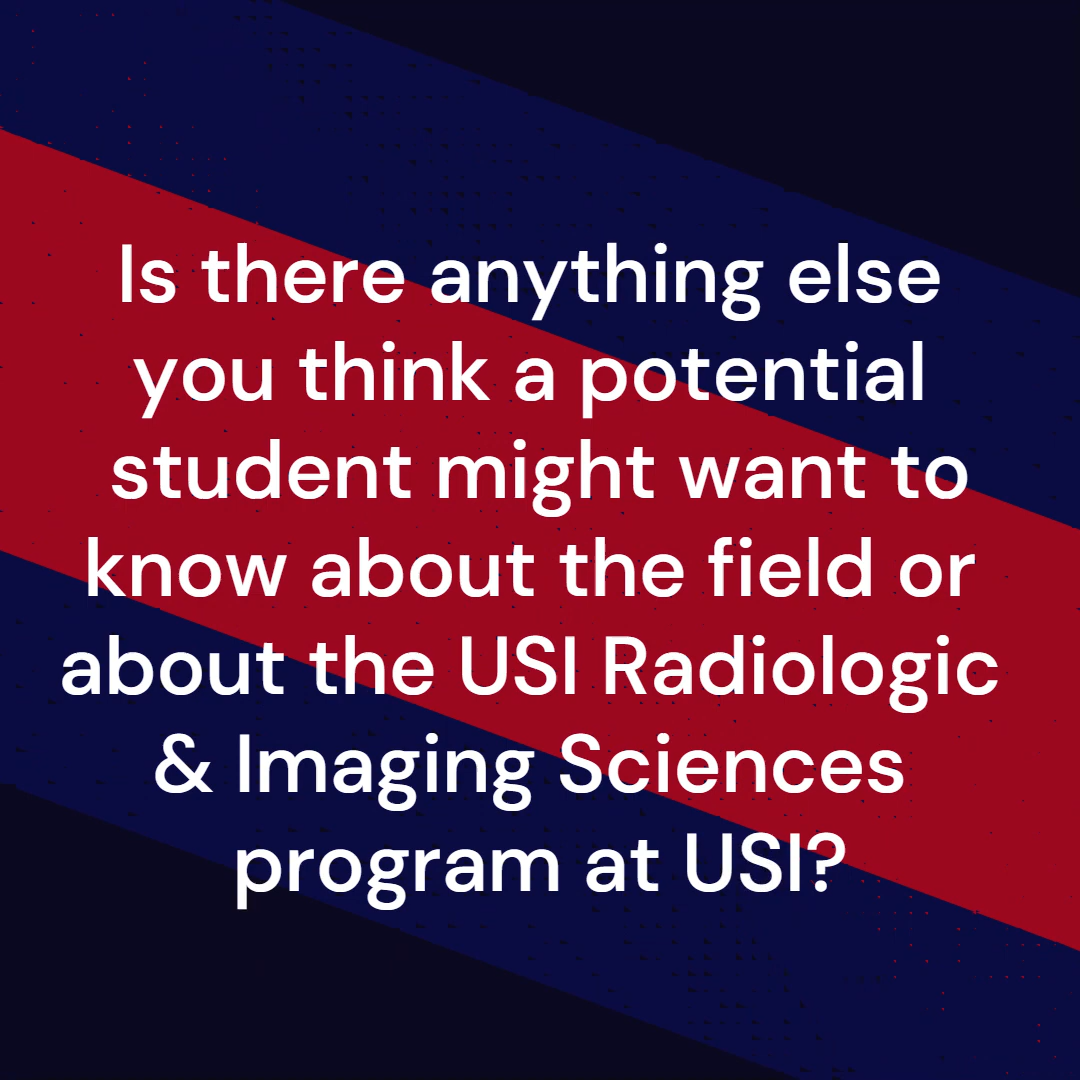 Is there anything else
you think a potential
student might want to
know about the field or
about the USI Radiologic
& Imaging Sciences
program at USI?